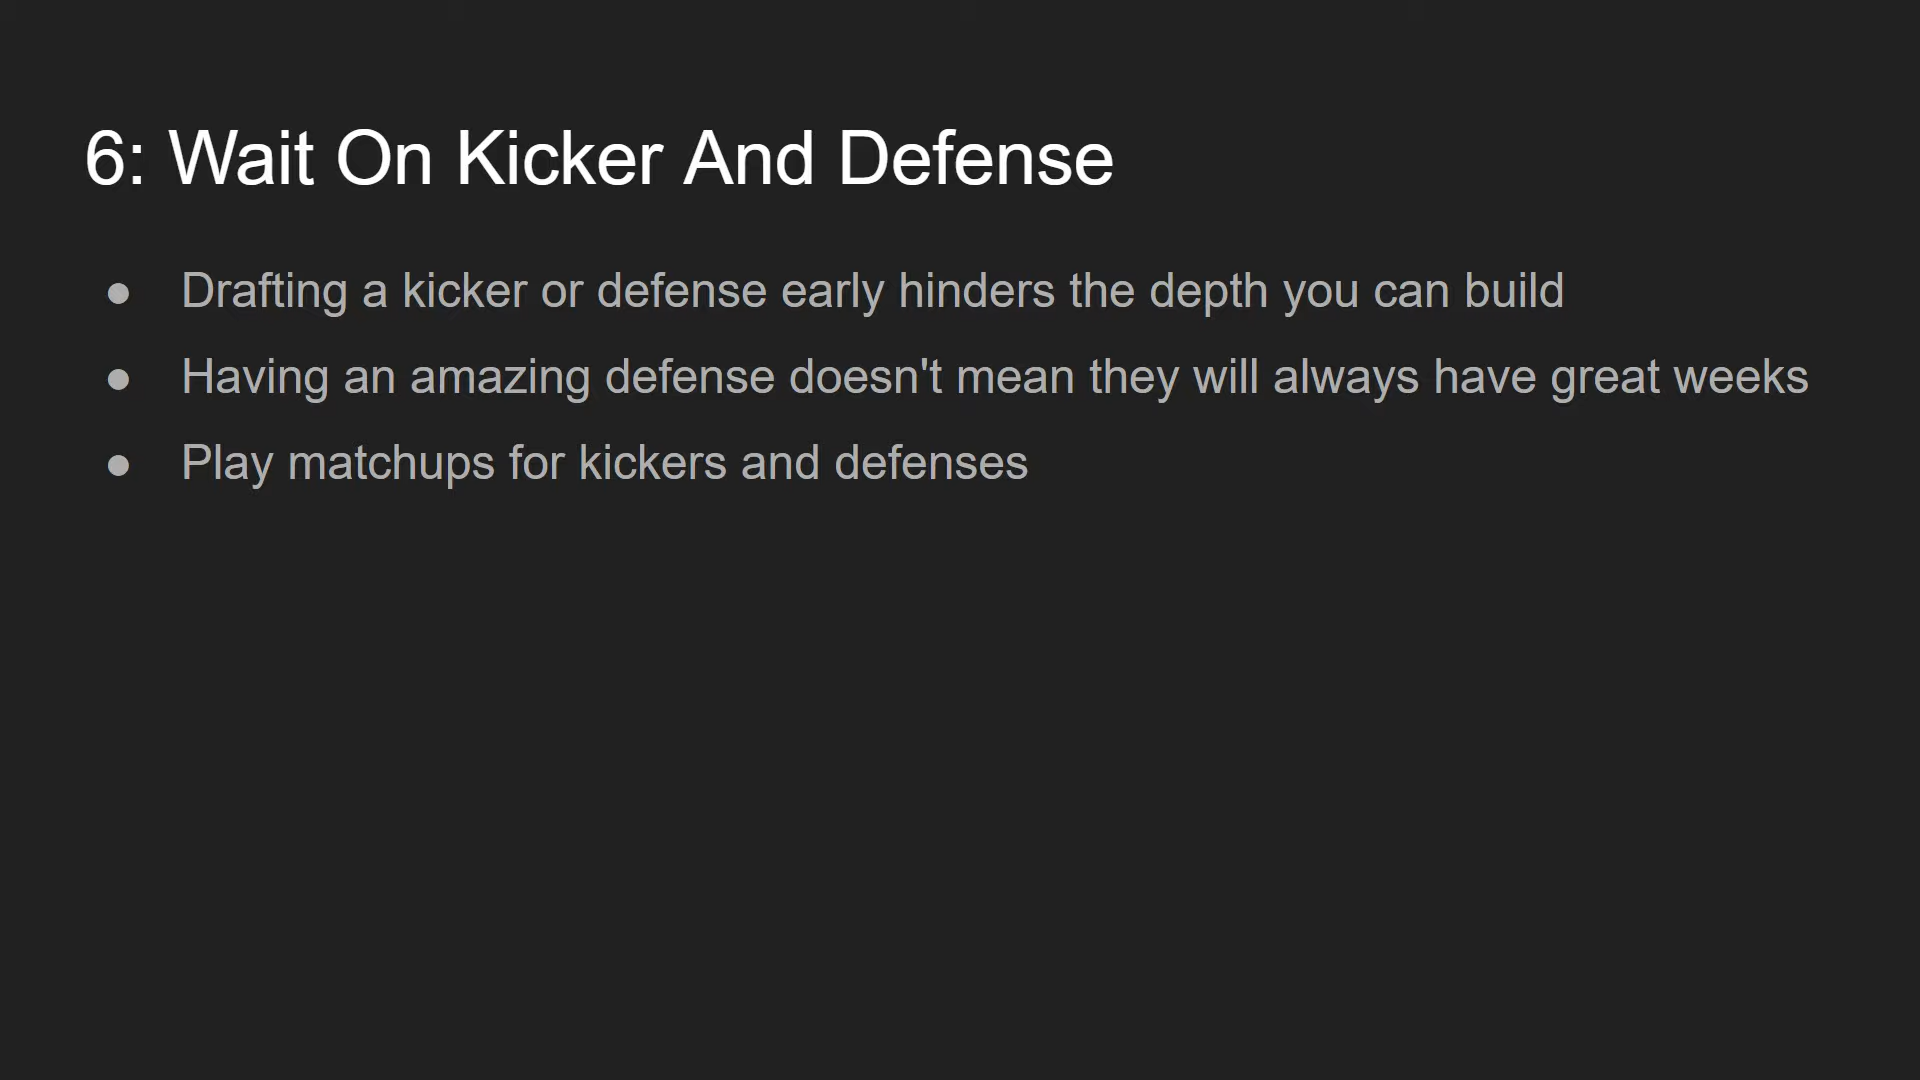 6: Wait On Kicker And Defense
● Drafting a kicker or defense early hinders the depth you can build
● Having an amazing defense doesn't mean they will always have great weeks
● Play matchups for kickers and defenses